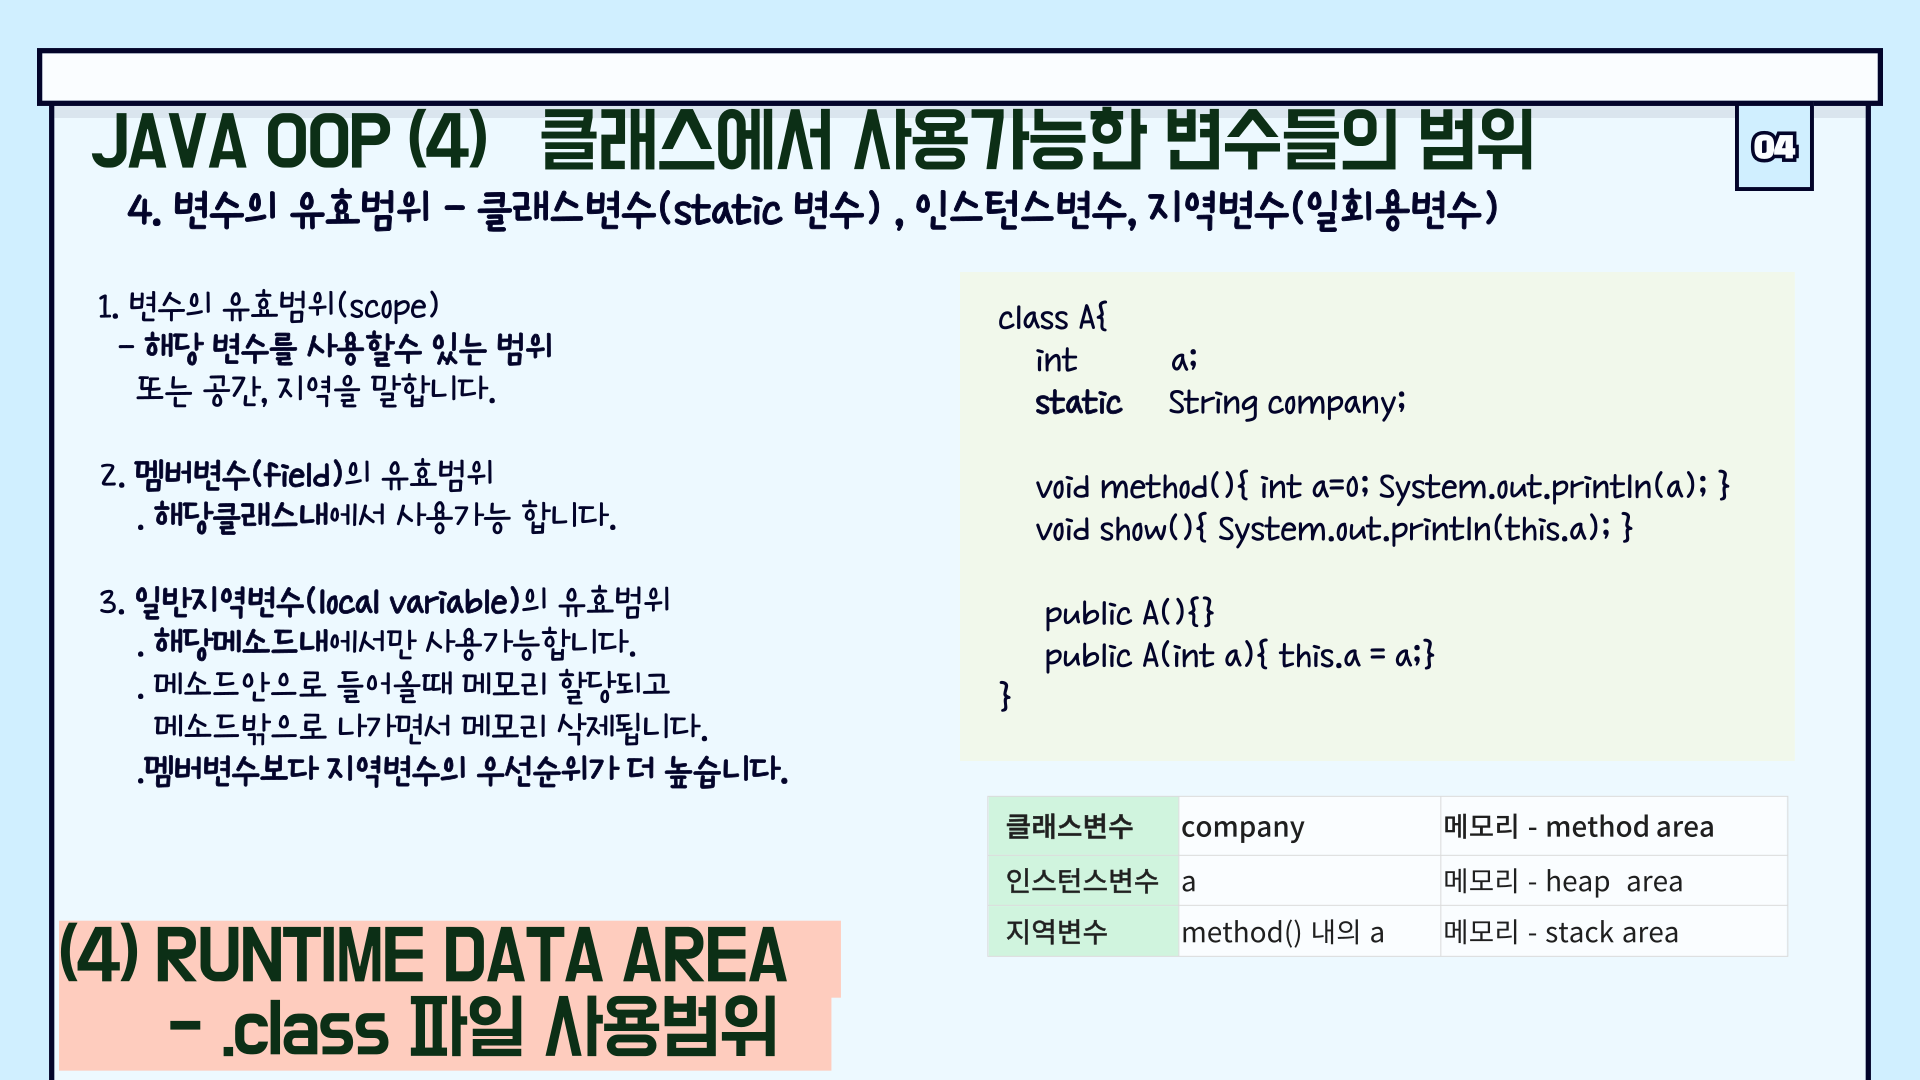 JAVA OOP (4) 클래스에서 사용가능한 변수들의 범위
04
4. 변수의 유효범위 - 클래스변수(static 변수) , 인스턴스변수, 지역변수(일회용변수)
1. 변수의 유효범위(scope)
- 해당 변수를 사용할수 있는 범위
또는 공간, 지역을 말합니다.
2. 멤버변수(field)의 유효범위
. 해당클래스내에서 사용가능 합니다.
3. 일반지역변수(local variable)의 유효범위
. 해당메소드내에서만 사용가능합니다.
. 메소드안으로 들어올때 메모리 할당되고
메소드밖으로 나가면서 메모리 삭제됩니다.
.멤버변수보다 지역변수의 우선순위가 더 높습니다.
class A{
int a;
static String company;
void method(){ int a=0; System.out.println(a); }
void show(){ System.out.println(this.a); }
public A(){}
public A(int a){ this.a = a;}
}
클래스변수 company 메모리 - method area
인스턴스변수 a 메모리 - heap area
지역변수 method() 내의 a 메모리 - stack area
(4) RUNTIME DATA AREA
- .class 파일 사용범위